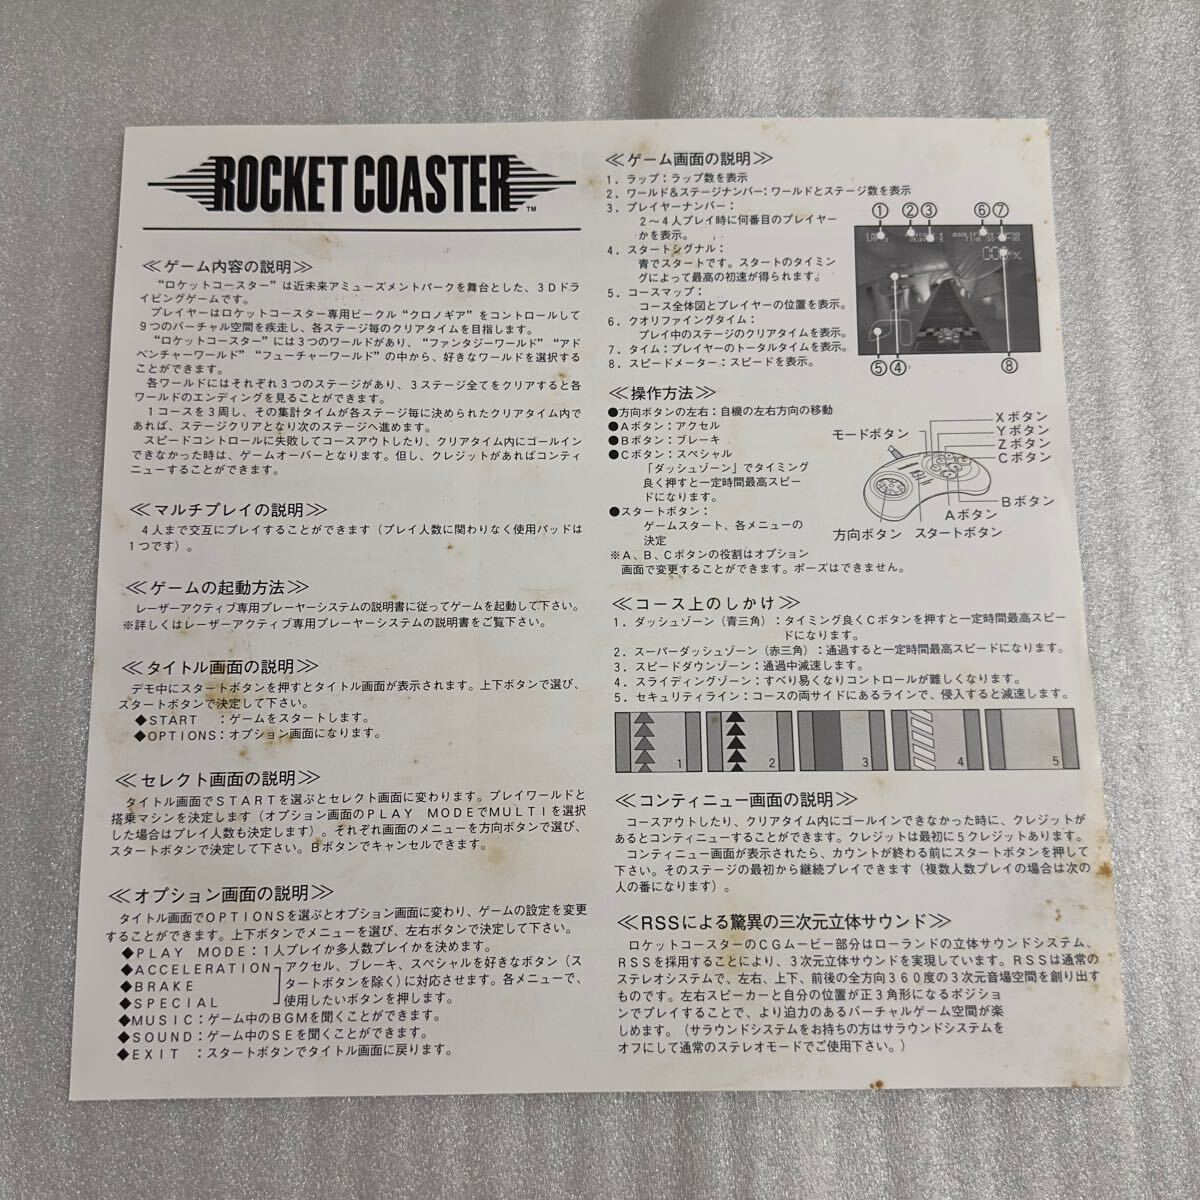 ROCKET COASTER™
≪ゲーム内容の説明≫
“ロケットコースター”は近未来アミューズメントパークを舞台とした、3Dドラ
イビングゲームです。
プレイヤーはロケットコースター専用ビークル“クロノギア”をコントロールして
9つのバーチャル空間を疾走し、各ステージ毎のクリアタイムを目指します。
“ロケットコースター”には3つのワールドがあり、“ファンタジーワールド”“アド
ベンチャーワールド”“フューチャーワールド”の中から、好きなワールドを選択する
ことができます。
各ワールドにはそれぞれ3つのステージがあり、3ステージ全てをクリアすると各
ワールドのエンディングを見ることができます。
1コースを3周し、その集計タイムが各ステージ毎に決められたクリアタイム内で
あれば、ステージクリアとなり次のステージへ進めます。
スピードコントロールに失敗してコースアウトしたり、クリアタイム内にゴールイン
できなかった時は、ゲームオーバーとなります。但し、クレジットがあればコンティ
ニューすることができます。
≪マルチプレイの説明≫
4人まで交互にプレイすることができます（プレイ人数に関わりなく使用パッドは
1つです）。
≪ゲームの起動方法≫
レーザーアクティブ専用プレーヤーシステムの説明書に従ってゲームを起動して下さい。
※詳しくはレーザーアクティブ専用プレーヤーシステムの説明書をご覧下さい。
≪タイトル画面の説明≫
デモ中にスタートボタンを押すとタイトル画面が表示されます。上下ボタンで選び、
スタートボタンで決定して下さい。
◆START ：ゲームをスタートします。
◆OPTIONS：オプション画面になります。
≪セレクト画面の説明≫
タイトル画面でSTARTを選ぶとセレクト画面に変わります。プレイワールドと
搭乗マシンを決定します（オプション画面のPLAY MODEでMULTIを選択
した場合はプレイ人数も決定します）。それぞれ画面のメニューを方向ボタンで選び、
スタートボタンで決定して下さい。Bボタンでキャンセルできます。
≪オプション画面の説明≫
タイトル画面でOPTIONSを選ぶとオプション画面に変わり、ゲームの設定を変更
することができます。上下ボタンでメニューを選び、左右ボタンで決定して下さい。
◆PLAY MODE：1人プレイか多人数プレイかを決めます。
◆ACCELERATION アクセル、ブレーキ、スペシャルを好きなボタン（ス
◆BRAKE タートボタンを除く）に対応させます。各メニューで、
◆SPECIAL 使用したいボタンを押します。
◆MUSIC：ゲーム中のBGMを聞くことができます。
◆SOUND：ゲーム中のSEを聞くことができます。
◆EXIT ：スタートボタンでタイトル画面に戻ります。
≪ゲーム画面の説明≫
1．ラップ：ラップ数を表示
2．ワールド&ステージナンバー：ワールドとステージ数を表示
3．プレイヤーナンバー：
2～4人プレイ時に何番目のプレイヤー
かを表示。
4．スタートシグナル：
青でスタートです。スタートのタイミン
グによって最高の初速が得られます。
5．コースマップ：
コース全体図とプレイヤーの位置を表示。
6．クオリファイングタイム：
プレイ中のステージのクリアタイムを表示。
7．タイム：プレイヤーのトータルタイムを表示。
8．スピードメーター：スピードを表示。
① ②③ ⑥⑦
⑤④ ⑧
≪操作方法≫
●方向ボタンの左右：自機の左右方向の移動
●Aボタン：アクセル
●Bボタン：ブレーキ
●Cボタン：スペシャル
「ダッシュゾーン」でタイミング
良く押すと一定時間最高スピー
ドになります。
●スタートボタン：
ゲームスタート、各メニューの
決定
※A、B、Cボタンの役割はオプション
画面で変更することができます。ポーズはできません。
Xボタン
Yボタン
モードボタン
Zボタン
Cボタン
Bボタン
Aボタン
方向ボタン スタートボタン
≪コース上のしかけ≫
1．ダッシュゾーン（青三角）：タイミング良くCボタンを押すと一定時間最高スピー
ドになります。
2．スーパーダッシュゾーン（赤三角）：通過すると一定時間最高スピードになります。
3．スピードダウンゾーン：通過中減速します。
4．スライディングゾーン：すべり易くなりコントロールが難しくなります。
5．セキュリティライン：コースの両サイドにあるラインで、侵入すると減速します。
1 2 3 4 5
≪コンティニュー画面の説明≫
コースアウトしたり、クリアタイム内にゴールインできなかった時に、クレジットが
あるとコンティニューすることができます。クレジットは最初に5クレジットあります。
コンティニュー画面が表示されたら、カウントが終わる前にスタートボタンを押して
下さい。そのステージの最初から継続プレイできます（複数人数プレイの場合は次の
人の番になります）。
≪RSSによる驚異の三次元立体サウンド≫
ロケットコースターのCGムービー部分はローランドの立体サウンドシステム、
RSSを採用することにより、3次元立体サウンドを実現しています。RSSは通常の
ステレオシステムで、左右、上下、前後の全方向360度の3次元音場空間を創り出す
ものです。左右スピーカーと自分の位置が正3角形になるポジショ
ンでプレイすることで、より迫力のあるバーチャルゲーム空間が楽
しめます。（サラウンドシステムをお持ちの方はサラウンドシステムを
オフにして通常のステレオモードでご使用下さい。）